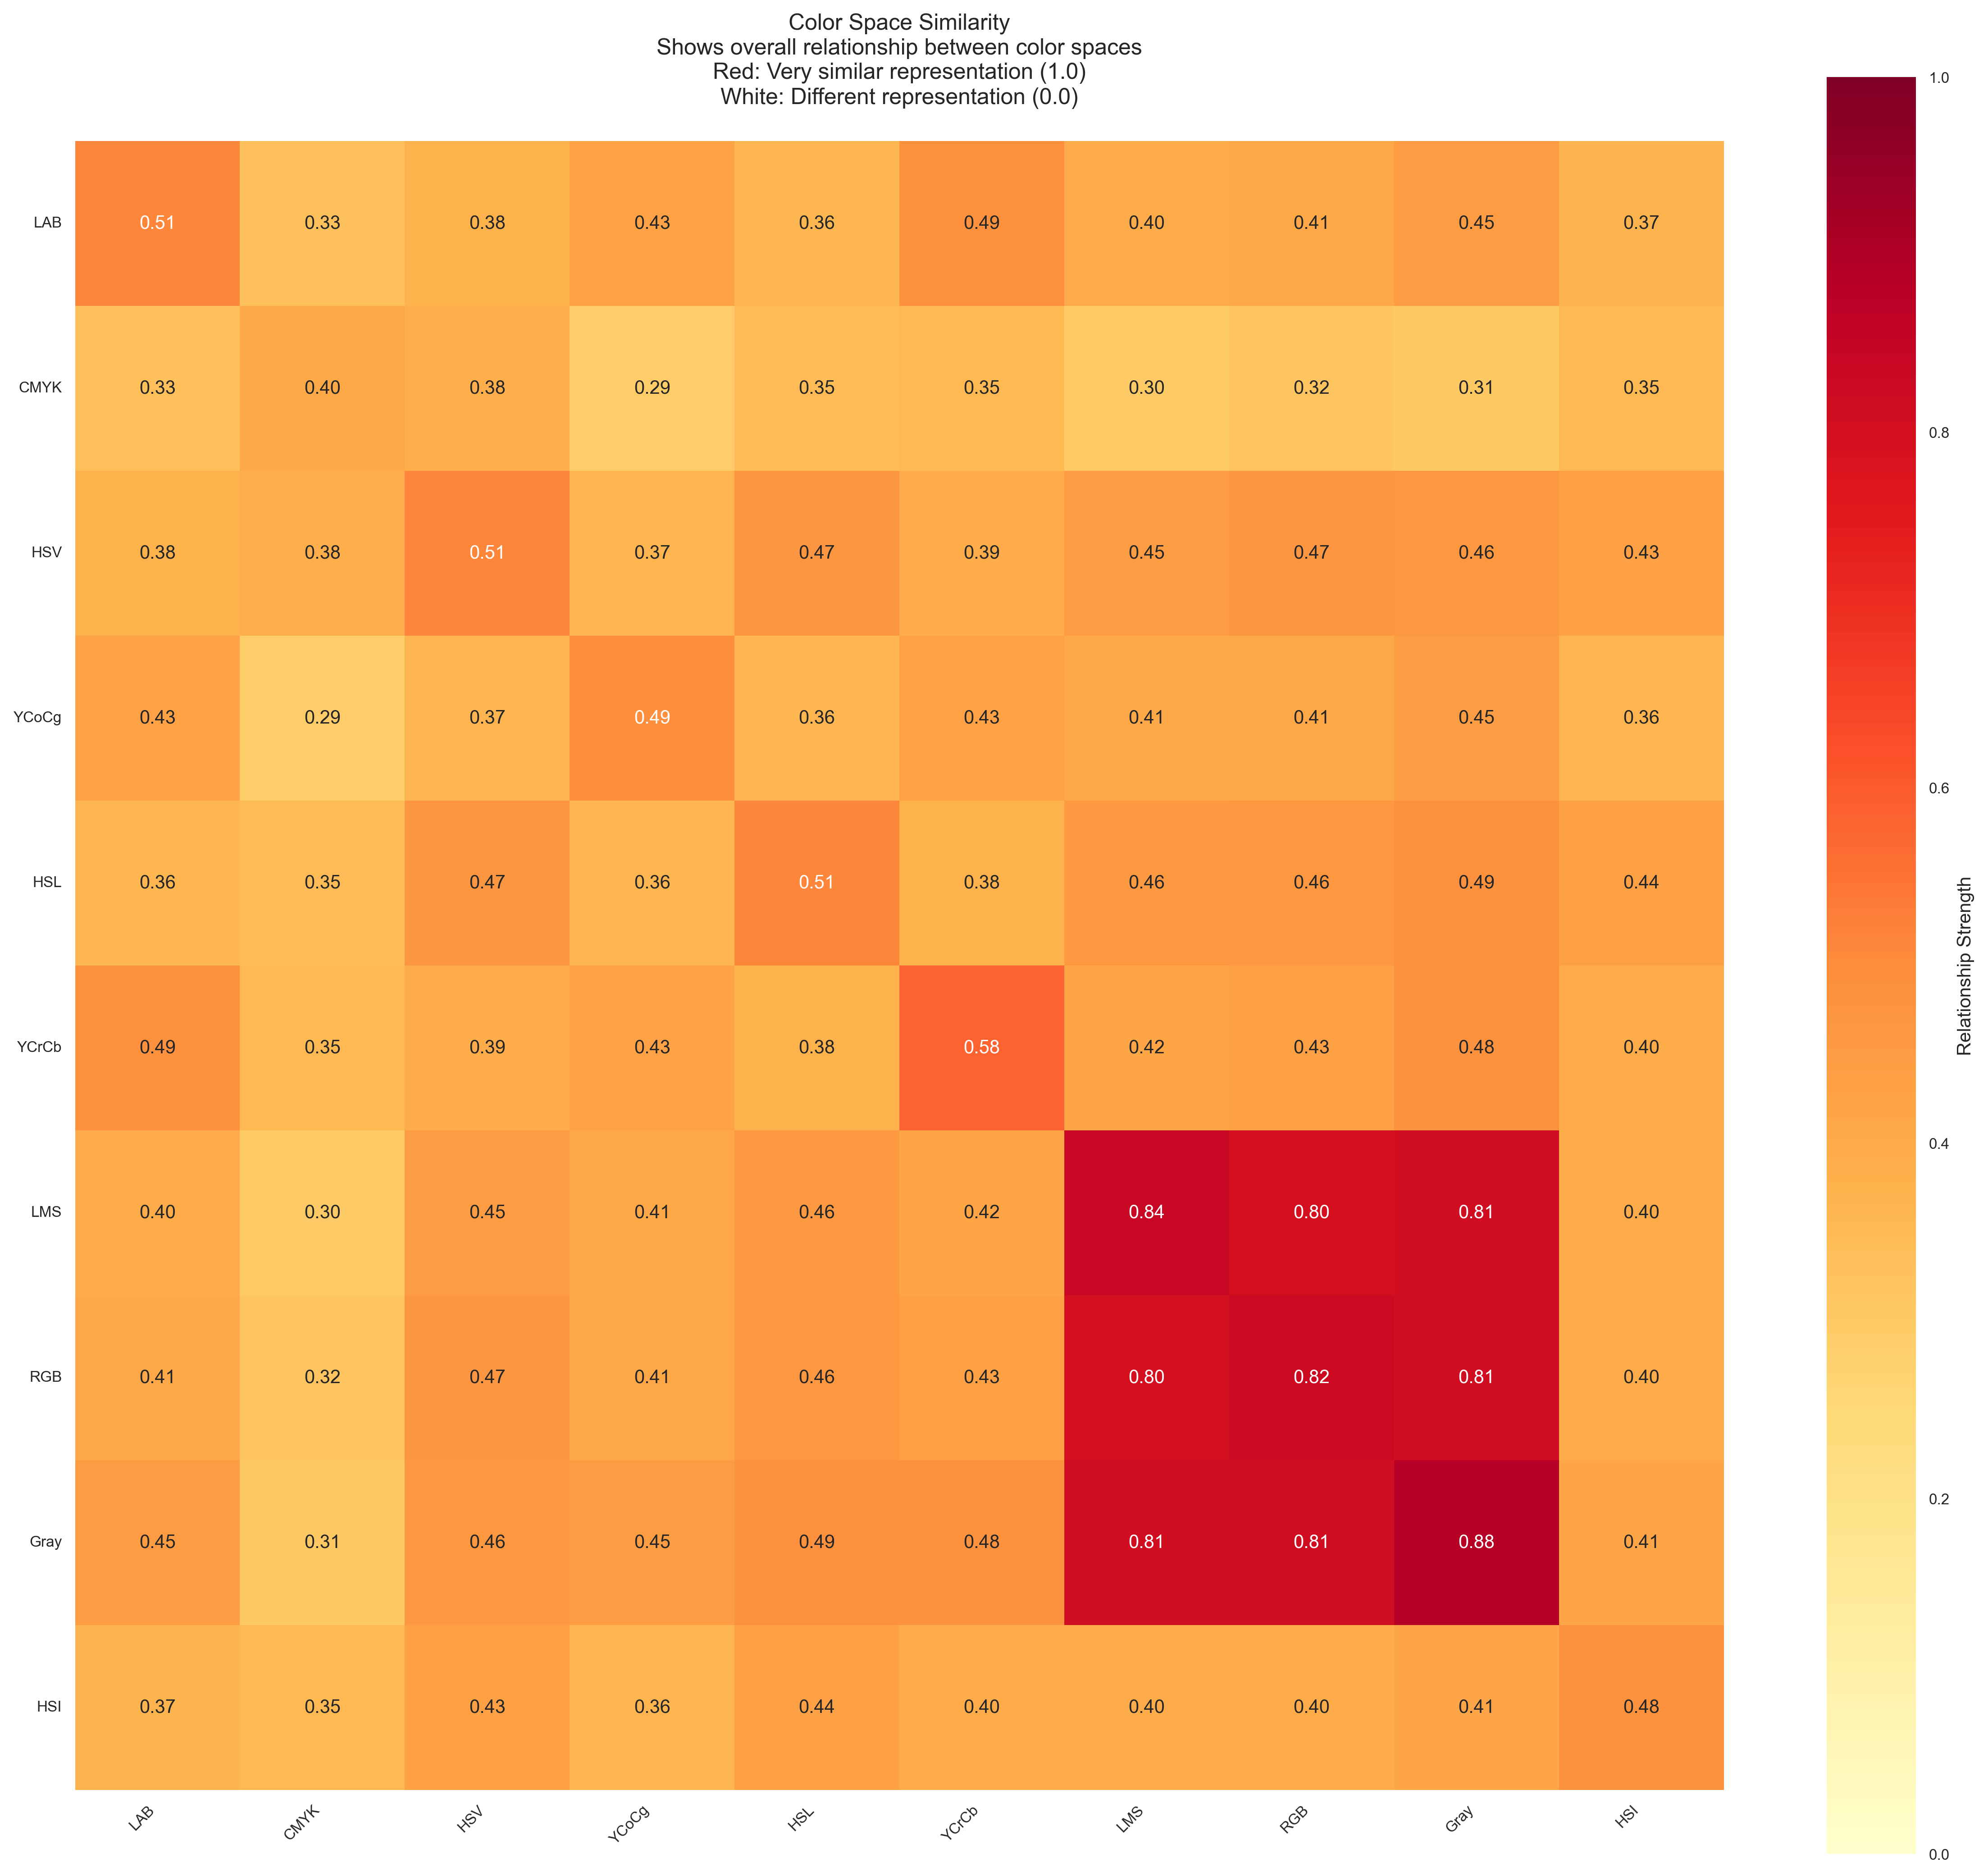 Color Space Similarity
Shows overall relationship between color spaces
Red: Very similar representation (1.0)
White: Different representation (0.0)
LAB 0.51 0.33 0.38 0.43 0.36 0.49 0.40 0.41 0.45 0.37
CMYK 0.33 0.40 0.38 0.29 0.35 0.35 0.30 0.32 0.31 0.35
HSV 0.38 0.38 0.51 0.37 0.47 0.39 0.45 0.47 0.46 0.43
YCoCg 0.43 0.29 0.37 0.49 0.36 0.43 0.41 0.41 0.45 0.36
HSL 0.36 0.35 0.47 0.36 0.51 0.38 0.46 0.46 0.49 0.44
YCrCb 0.49 0.35 0.39 0.43 0.38 0.58 0.42 0.43 0.48 0.40
LMS 0.40 0.30 0.45 0.41 0.46 0.42 0.84 0.80 0.81 0.40
RGB 0.41 0.32 0.47 0.41 0.46 0.43 0.80 0.82 0.81 0.40
Gray 0.45 0.31 0.46 0.45 0.49 0.48 0.81 0.81 0.88 0.41
HSI 0.37 0.35 0.43 0.36 0.44 0.40 0.40 0.40 0.41 0.48
LAB CMYK HSV YCoCg HSL YCrCb LMS RGB Gray HSI
1.0
0.8
0.6
0.4
0.2
0.0
Relationship Strength